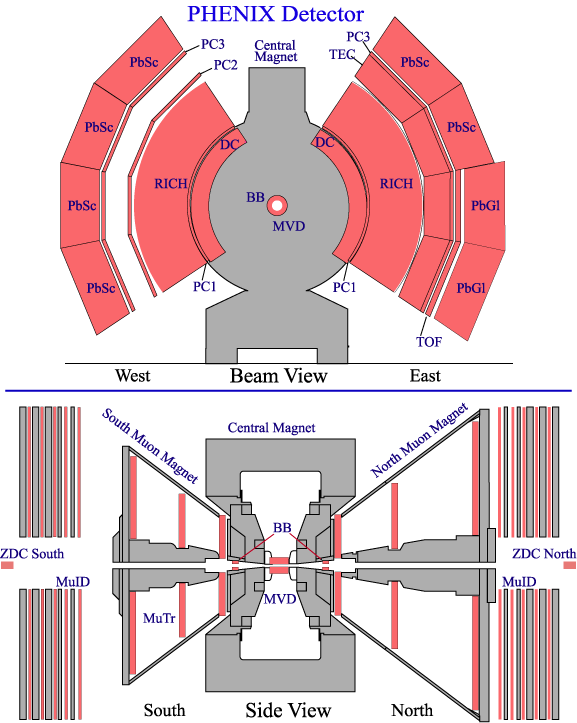 PHENIX Detector
Central
Magnet
PC3
PC2
PbSc
PbSc
PbSc
PbSc
RICH
DC
BB
MVD
PC1
PC3
TEC
PbSc
PbSc
DC
RICH
PbGl
PbGl
PC1
TOF
West
Beam View
East
South Muon Magnet
Central Magnet
North Muon Magnet
BB
ZDC South
ZDC North
MuID
MuTr
MVD
MuID
South
Side View
North